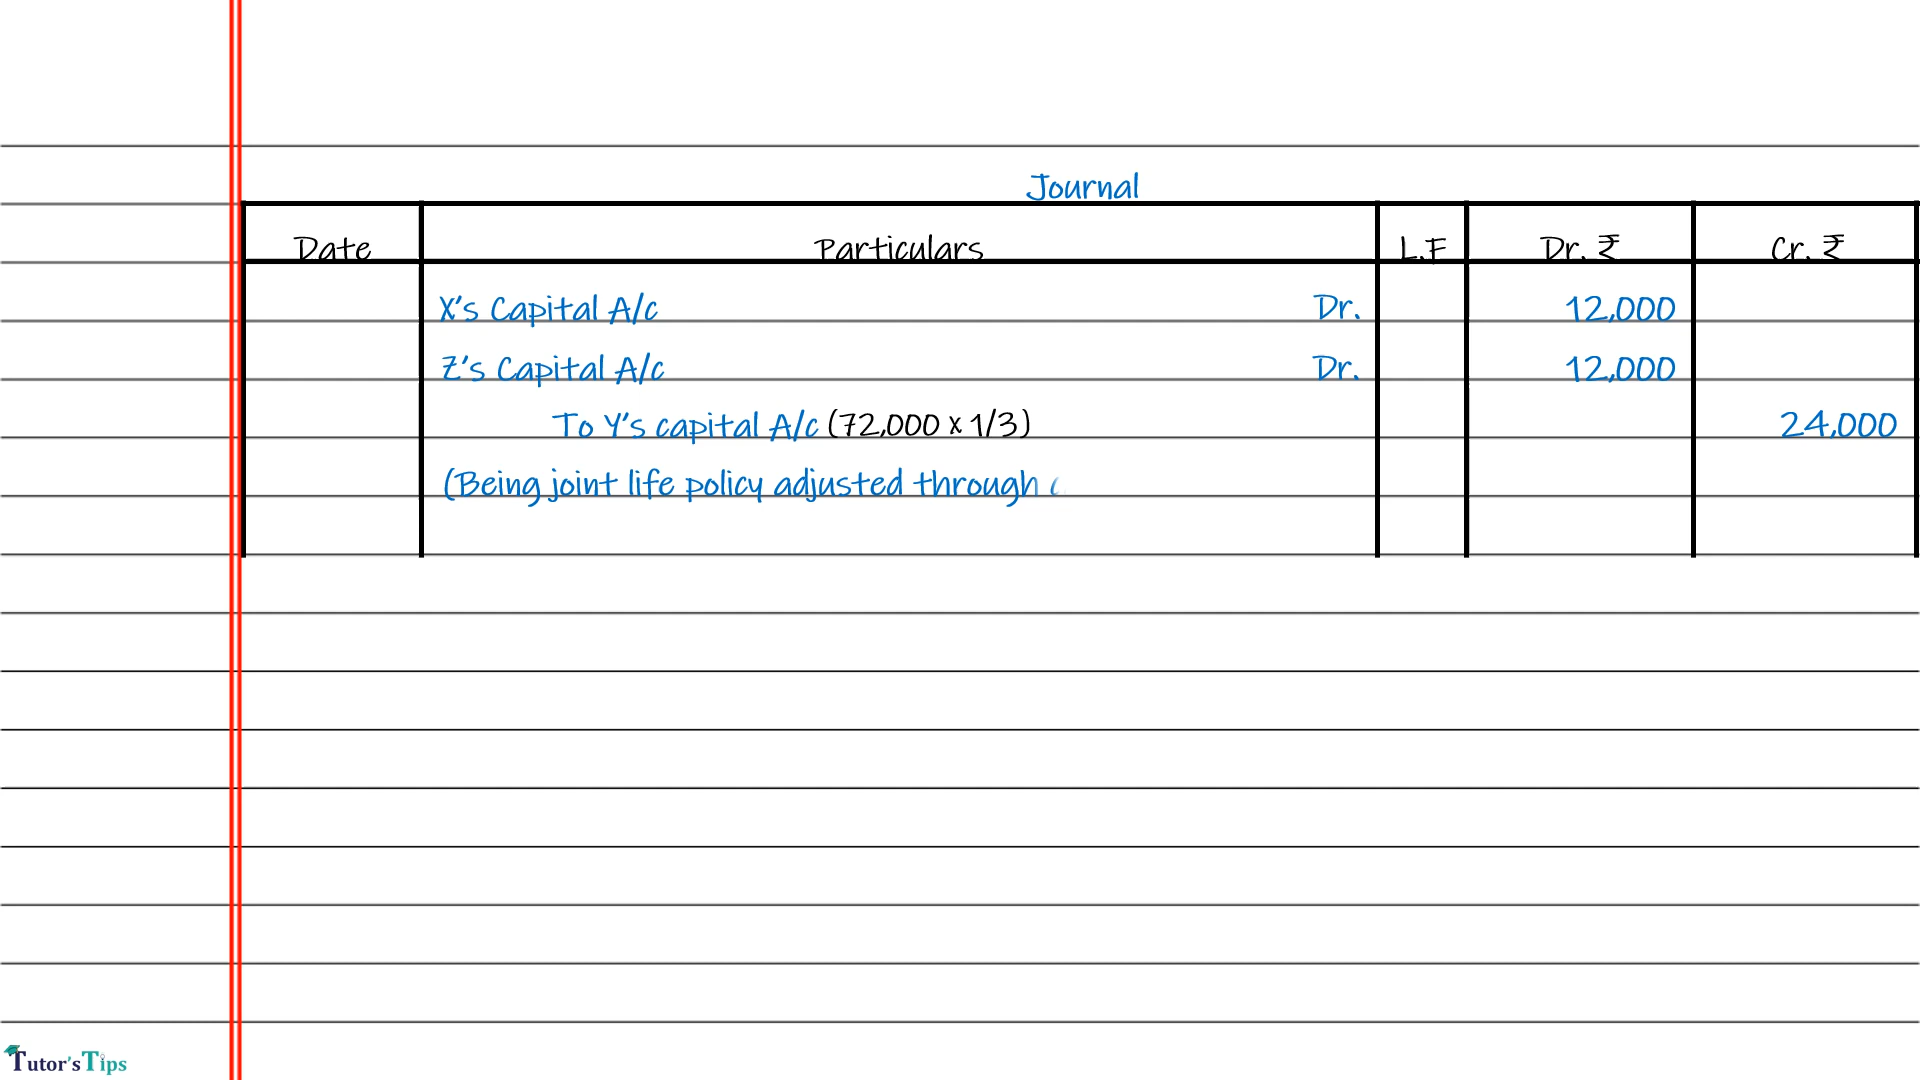 Journal
Date Particulars L.F Dr. ₹ Cr. ₹
X's Capital A/c Dr. 12,000
Z's Capital A/c Dr. 12,000
To Y's capital A/c (72,000 x 1/3) 24,000
(Being joint life policy adjusted through
Tutor'sTips